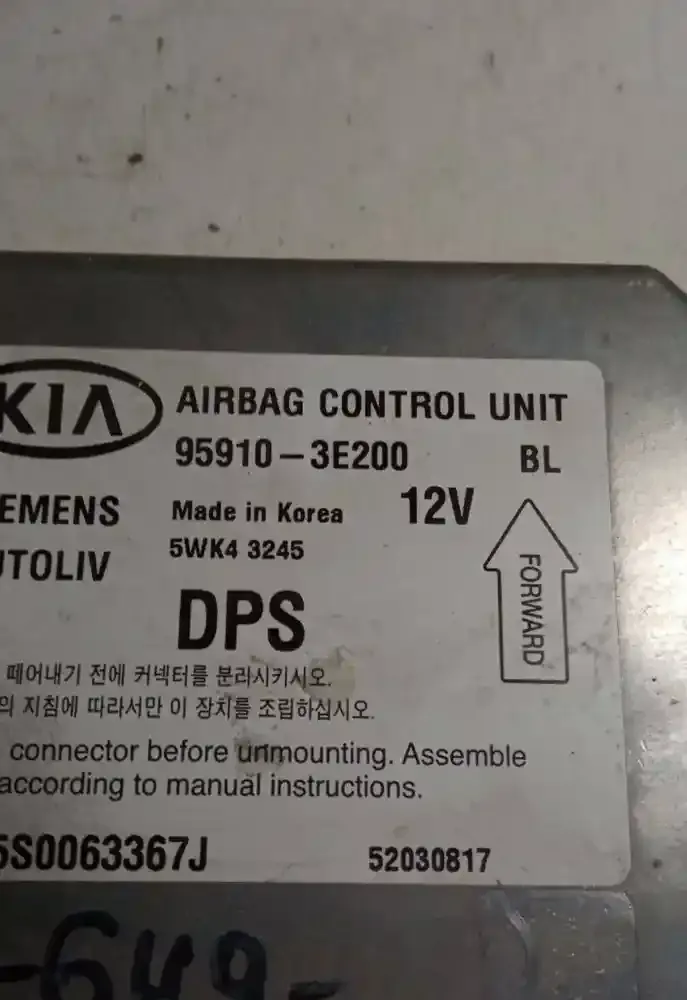 KIA
AIRBAG CONTROL UNIT
95910-3E200 BL
EMENS Made in Korea 12V
UTOLIV 5WK4 3245
DPS
FORWARD
떼어내기 전에 커넥터를 분리시키시오.
의 지침에 따라서만 이 장치를 조립하십시오.
connector before unmounting. Assemble
according to manual instructions.
5S0063367J 52030817
-649-